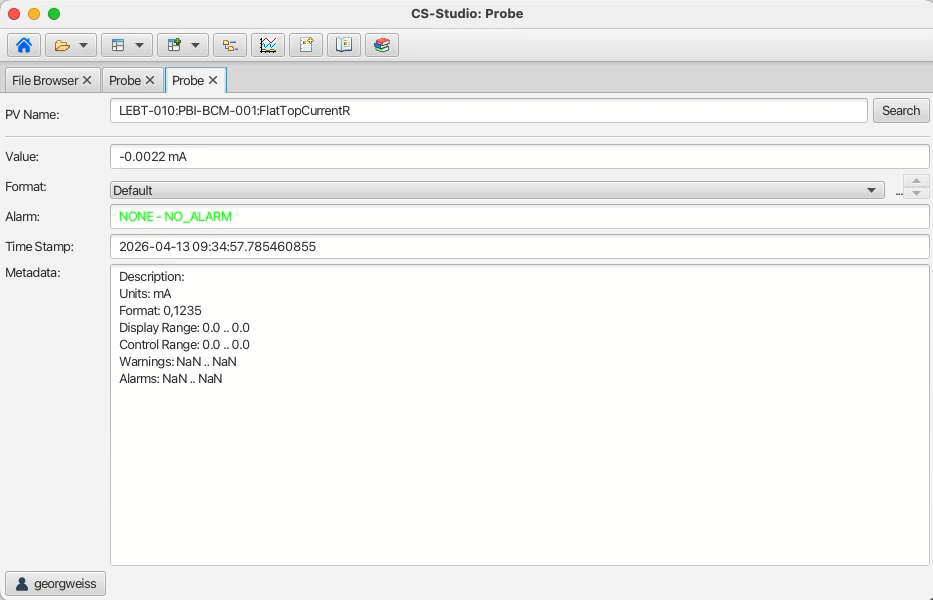 CS-Studio: Probe
File Browser Probe Probe
PV Name: LEBT-010:PBI-BCM-001:FlatTopCurrentR Search
Value: -0.0022 mA
Format: Default ...
Alarm: NONE - NO_ALARM
Time Stamp: 2026-04-13 09:34:57.785460855
Metadata: Description:
Units: mA
Format: 0,1235
Display Range: 0.0 .. 0.0
Control Range: 0.0 .. 0.0
Warnings: NaN .. NaN
Alarms: NaN .. NaN
georgweiss